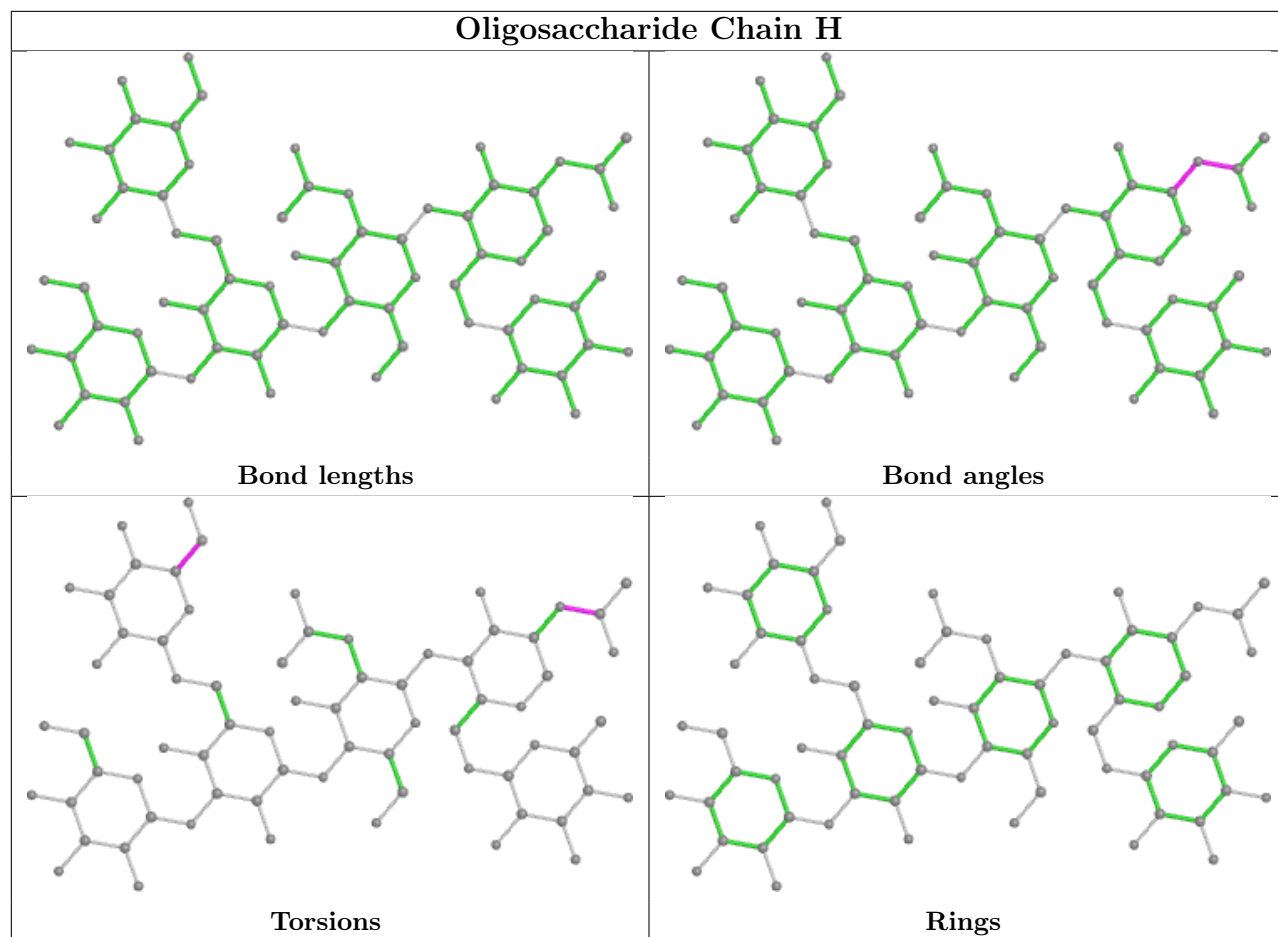 Oligosaccharide Chain H
Bond lengths
Bond angles
Torsions
Rings